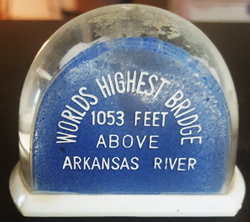 WORLDS HIGHEST BRIDGE
1053 FEET
ABOVE
ARKANSAS RIVER